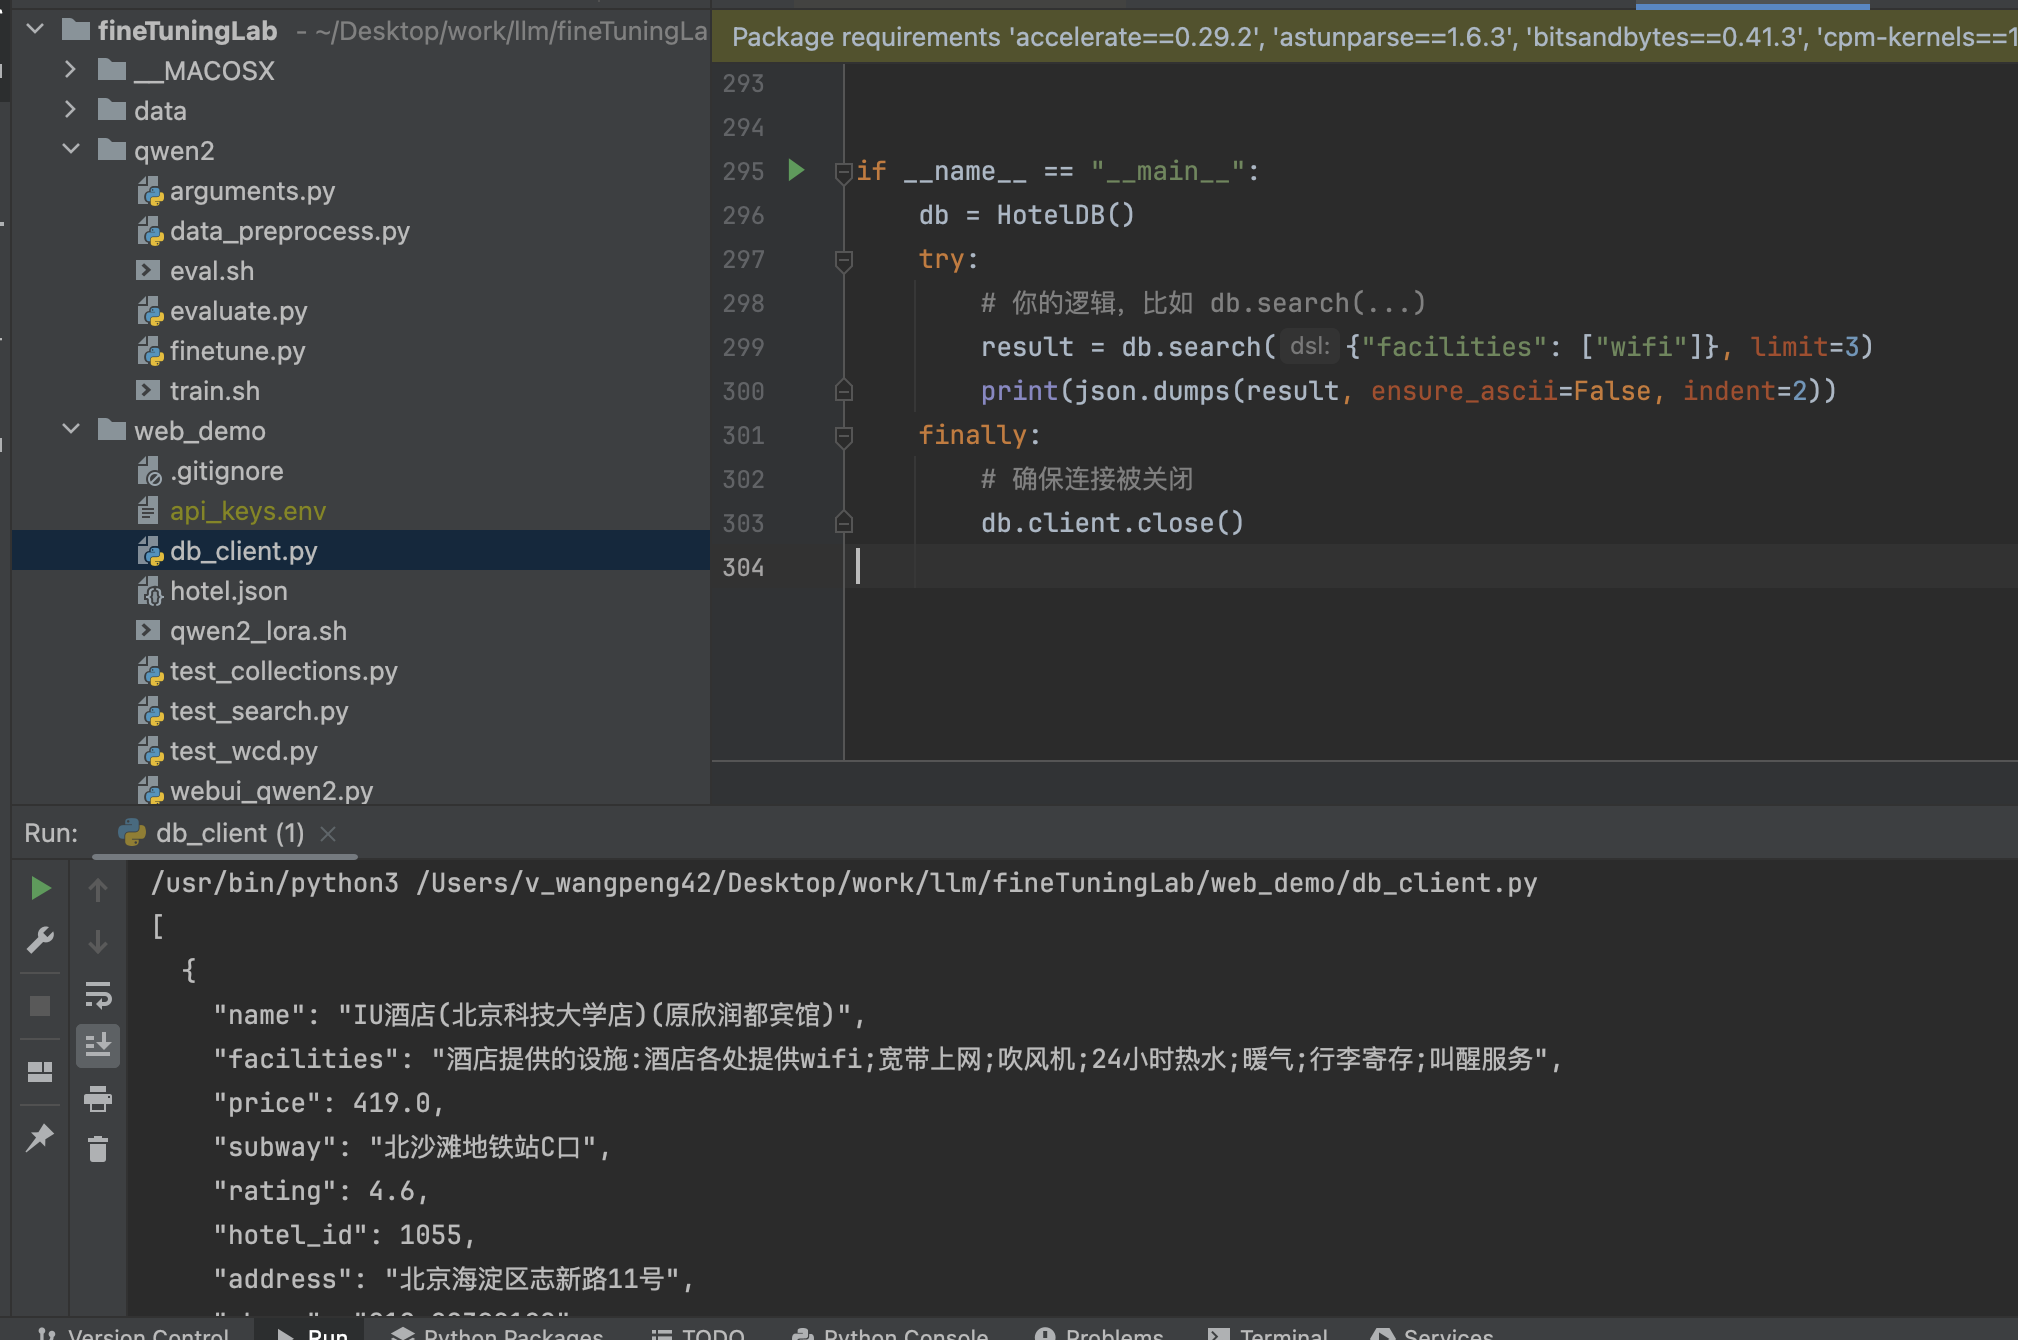 fineTuningLab - ~/Desktop/work/llm/fineTuningLa
__MACOSX
data
qwen2
arguments.py
data_preprocess.py
eval.sh
evaluate.py
finetune.py
train.sh
web_demo
.gitignore
api_keys.env
db_client.py
hotel.json
qwen2_lora.sh
test_collections.py
test_search.py
test_wcd.py
webui_qwen2.py
Package requirements 'accelerate==0.29.2', 'astunparse==1.6.3', 'bitsandbytes==0.41.3', 'cpm-kernels==1
293
294
295 if __name__ == "__main__":
296 db = HotelDB()
297 try:
298 # 你的逻辑，比如 db.search(...)
299 result = db.search( dsl: {"facilities": ["wifi"]}, limit=3)
300 print(json.dumps(result, ensure_ascii=False, indent=2))
301 finally:
302 # 确保连接被关闭
303 db.client.close()
304
Run: db_client (1)
/usr/bin/python3 /Users/v_wangpeng42/Desktop/work/llm/fineTuningLab/web_demo/db_client.py
[
{
"name": "IU酒店(北京科技大学店)(原欣润都宾馆)",
"facilities": "酒店提供的设施:酒店各处提供wifi;宽带上网;吹风机;24小时热水;暖气;行李寄存;叫醒服务",
"price": 419.0,
"subway": "北沙滩地铁站C口",
"rating": 4.6,
"hotel_id": 1055,
"address": "北京海淀区志新路11号",
Version Control Run Python Packages TODO Python Console Problems Terminal Services